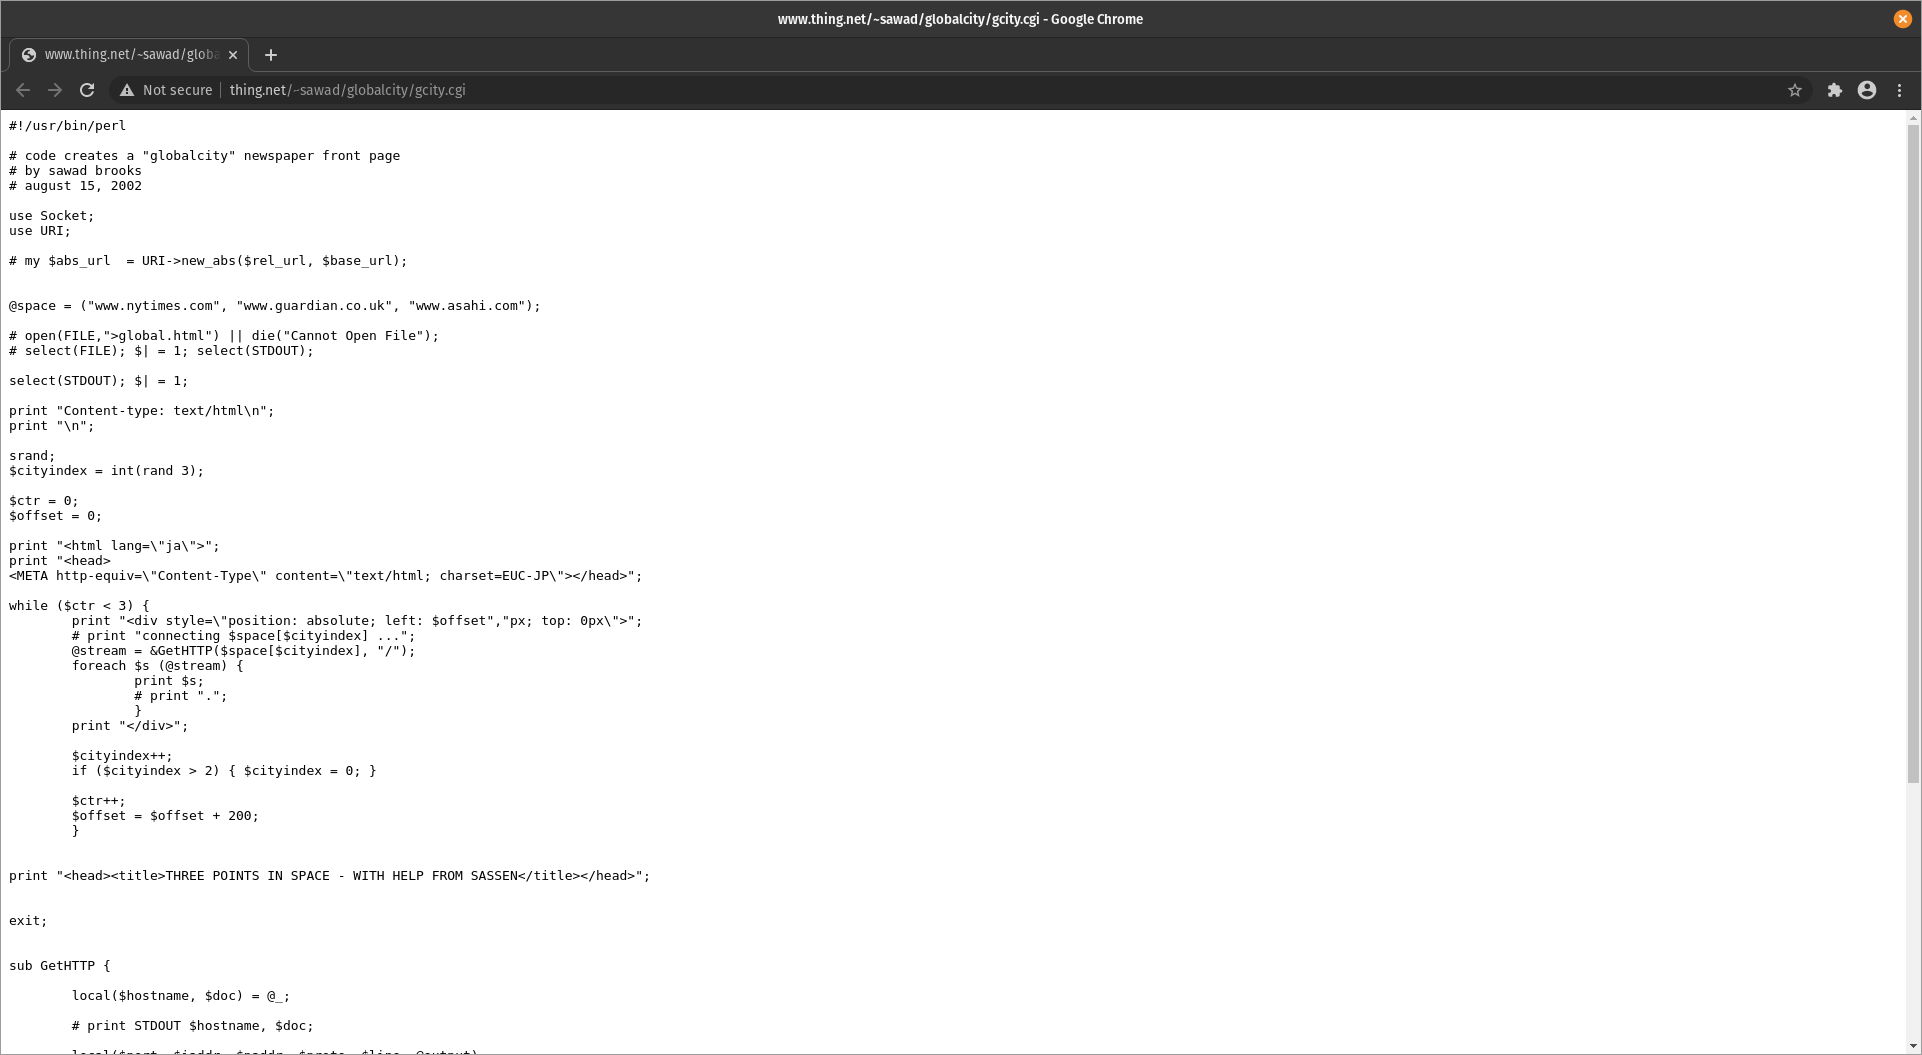 www.thing.net/~sawad/globalcity/gcity.cgi - Google Chrome
www.thing.net/~sawad/globa
Not secure | thing.net/~sawad/globalcity/gcity.cgi
#!/usr/bin/perl
# code creates a "globalcity" newspaper front page
# by sawad brooks
# august 15, 2002
use Socket;
use URI;
# my $abs_url  = URI->new_abs($rel_url, $base_url);
@space = ("www.nytimes.com", "www.guardian.co.uk", "www.asahi.com");
# open(FILE,">global.html") || die("Cannot Open File");
# select(FILE); $| = 1; select(STDOUT);
select(STDOUT); $| = 1;
print "Content-type: text/html\n";
print "\n";
srand;
$cityindex = int(rand 3);
$ctr = 0;
$offset = 0;
print "<html lang=\"ja\">";
print "<head>
<META http-equiv=\"Content-Type\" content=\"text/html; charset=EUC-JP\"></head>";
while ($ctr < 3) {
        print "<div style=\"position: absolute; left: $offset","px; top: 0px\">";
        # print "connecting $space[$cityindex] ...";
        @stream = &GetHTTP($space[$cityindex], "/");
        foreach $s (@stream) {
                print $s;
                # print ".";
                }
        print "</div>";
        $cityindex++;
        if ($cityindex > 2) { $cityindex = 0; }
        $ctr++;
        $offset = $offset + 200;
        }
print "<head><title>THREE POINTS IN SPACE - WITH HELP FROM SASSEN</title></head>";
exit;
sub GetHTTP {
        local($hostname, $doc) = @_;
        # print STDOUT $hostname, $doc;